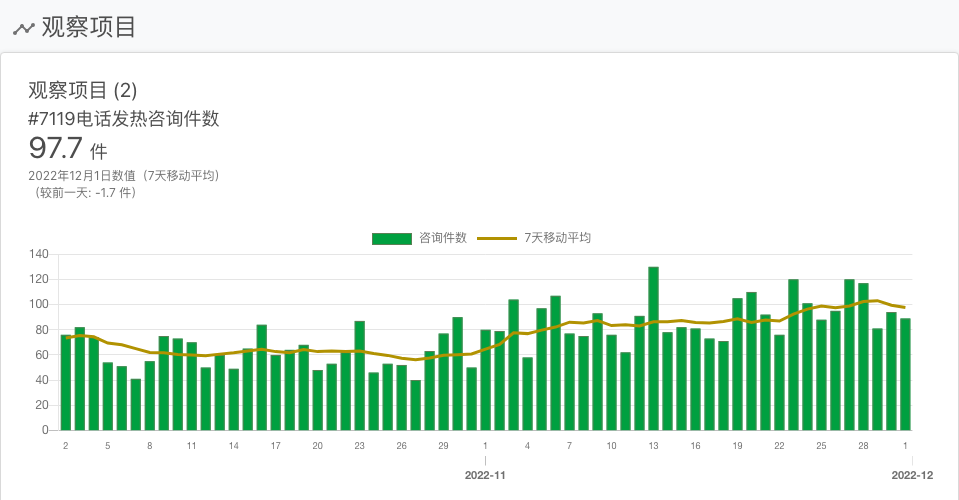 观察项目
观察项目 (2)
#7119电话发热咨询件数
97.7 件
2022年12月1日数值（7天移动平均）
（较前一天: -1.7 件）
咨询件数 7天移动平均
140
120
100
80
60
40
20
0
2 5 8 11 14 17 20 23 26 29 1 4 7 10 13 16 19 22 25 28 1
2022-11 2022-12